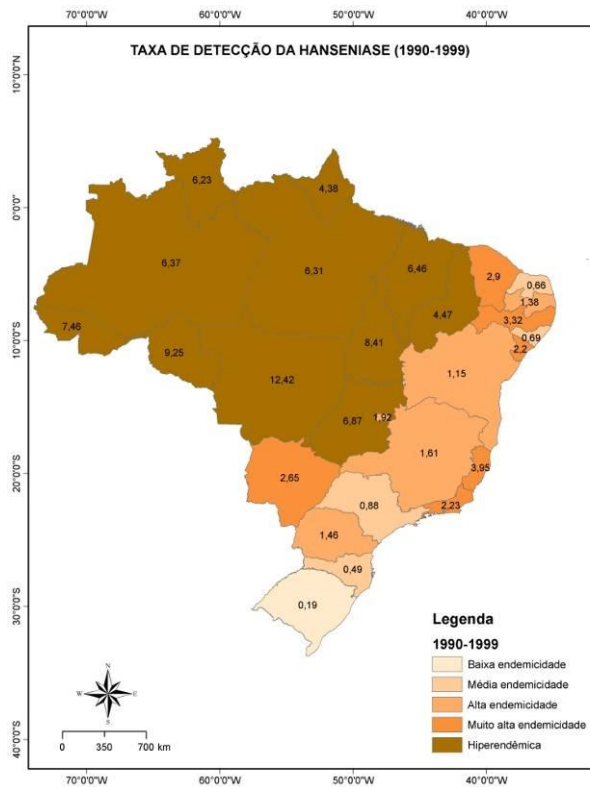 70°0'0"W 60°0'0"W 50°0'0"W 40°0'0"W
TAXA DE DETECÇÃO DA HANSENIASE (1990-1999)
10°0'0"N
0°0'0"
10°0'0"S
20°0'0"S
30°0'0"S
40°0'0"S
6,23
4,38
6,37
6,31
6,46
2,9
0,66
1,38
4,47
3,32
7,46
8,41
0,69
2,2
9,25
12,42
1,15
6,87
1,92
1,61
3,95
2,65
0,88
2,23
1,46
0,49
0,19
Legenda
1990-1999
Baixa endemicidade
Média endemicidade
Alta endemicidade
Muito alta endemicidade
Hiperendêmica
N
W E
S
0 350 700 km
70°0'0"W 60°0'0"W 50°0'0"W 40°0'0"W